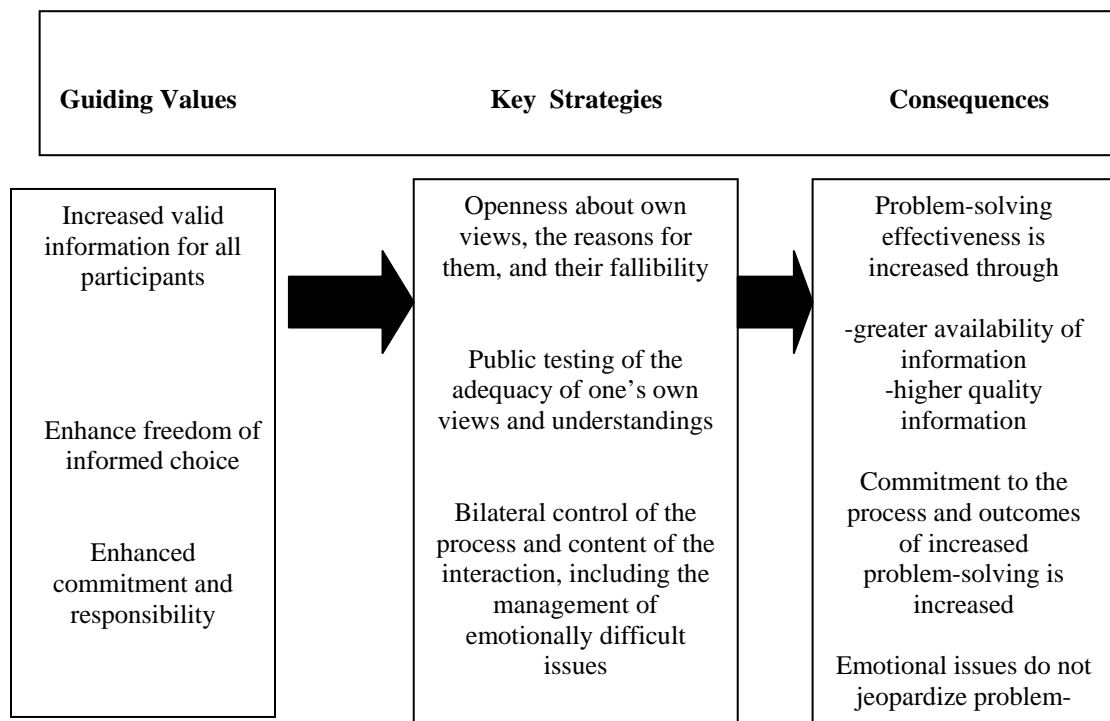 Guiding Values
Key Strategies
Consequences
Increased valid
information for all
participants
Enhance freedom of
informed choice
Enhanced
commitment and
responsibility
Openness about own
views, the reasons for
them, and their fallibility
Public testing of the
adequacy of one’s own
views and understandings
Bilateral control of the
process and content of the
interaction, including the
management of
emotionally difficult
issues
Problem-solving
effectiveness is
increased through
-greater availability of
information
-higher quality
information
Commitment to the
process and outcomes
of increased
problem-solving is
increased
Emotional issues do not
jeopardize problem-